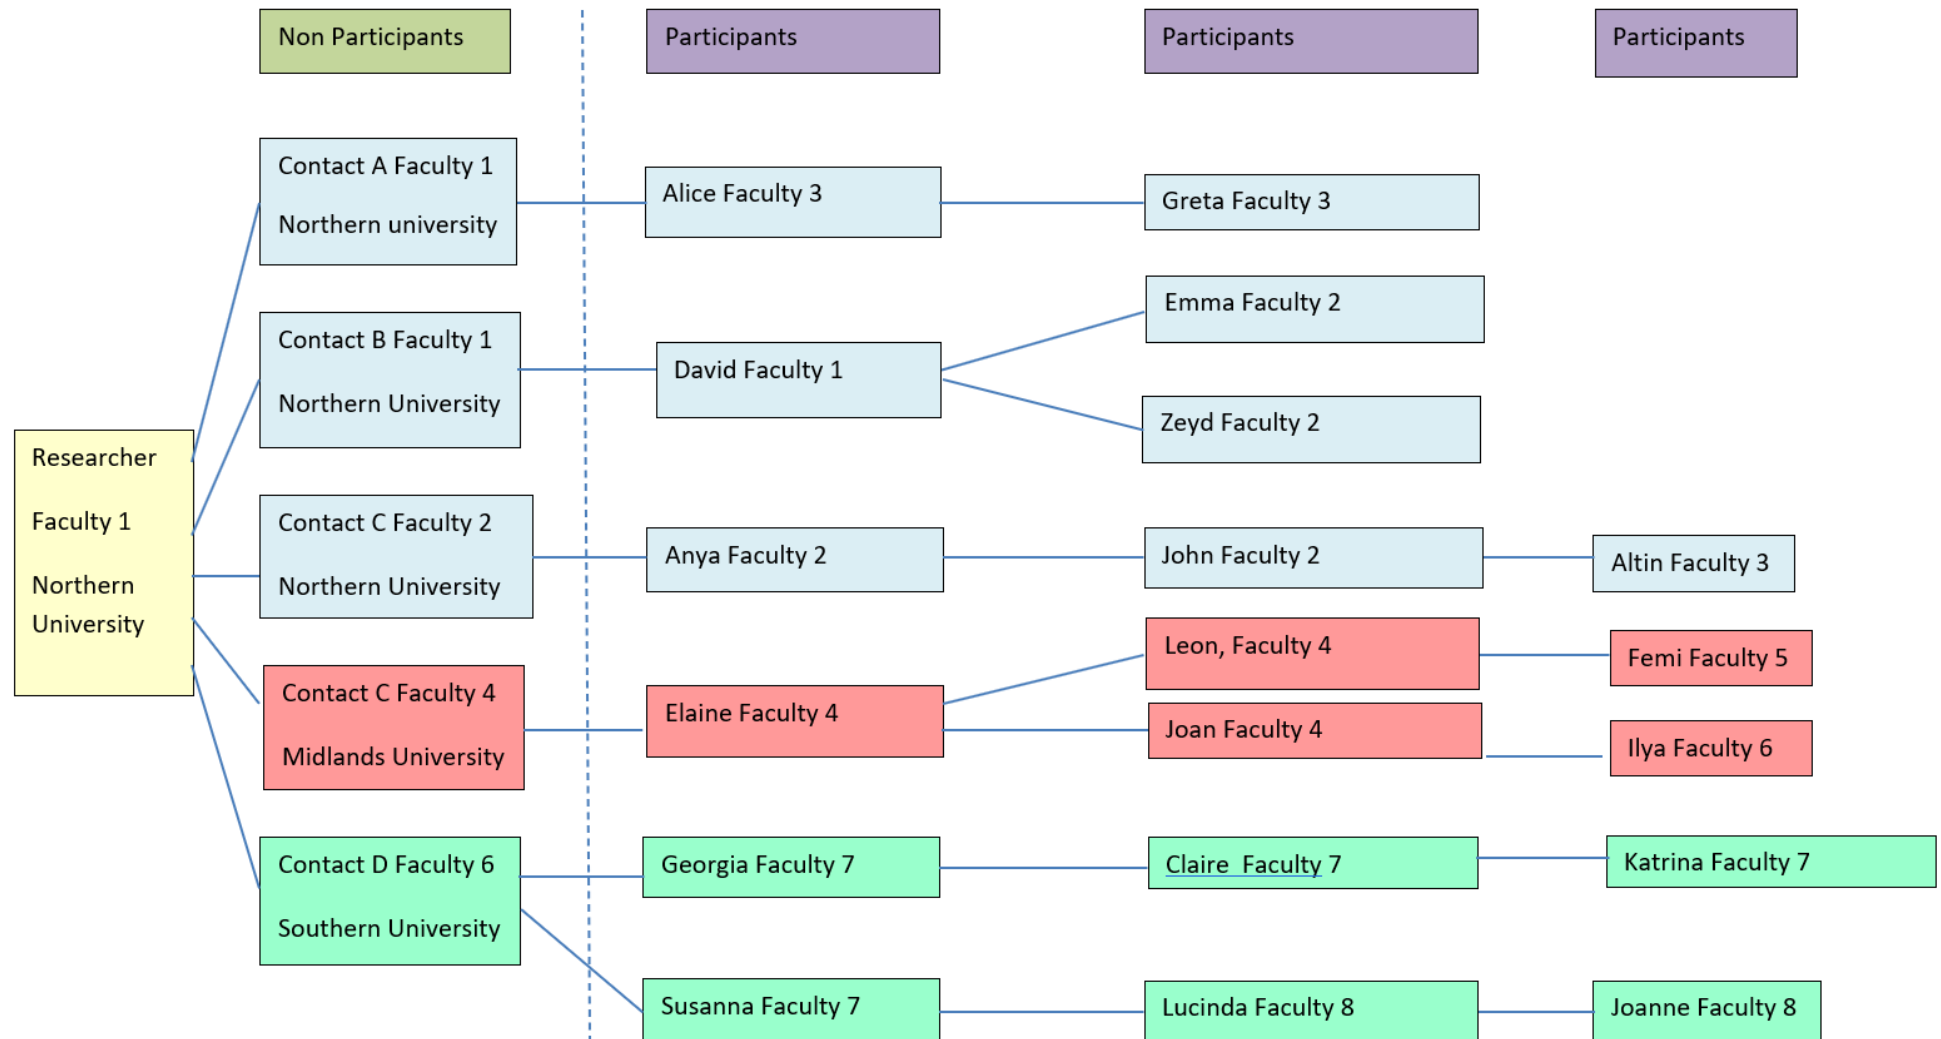 Non Participants
Participants
Participants
Participants
Contact A Faculty 1
Northern university
Alice Faculty 3
Greta Faculty 3
Contact B Faculty 1
Northern University
David Faculty 1
Emma Faculty 2
Zeyd Faculty 2
Researcher
Faculty 1
Northern
University
Contact C Faculty 2
Northern University
Anya Faculty 2
John Faculty 2
Altin Faculty 3
Contact C Faculty 4
Midlands University
Elaine Faculty 4
Leon, Faculty 4
Femi Faculty 5
Joan Faculty 4
Ilya Faculty 6
Contact D Faculty 6
Southern University
Georgia Faculty 7
Claire  Faculty 7
Katrina Faculty 7
Susanna Faculty 7
Lucinda Faculty 8
Joanne Faculty 8